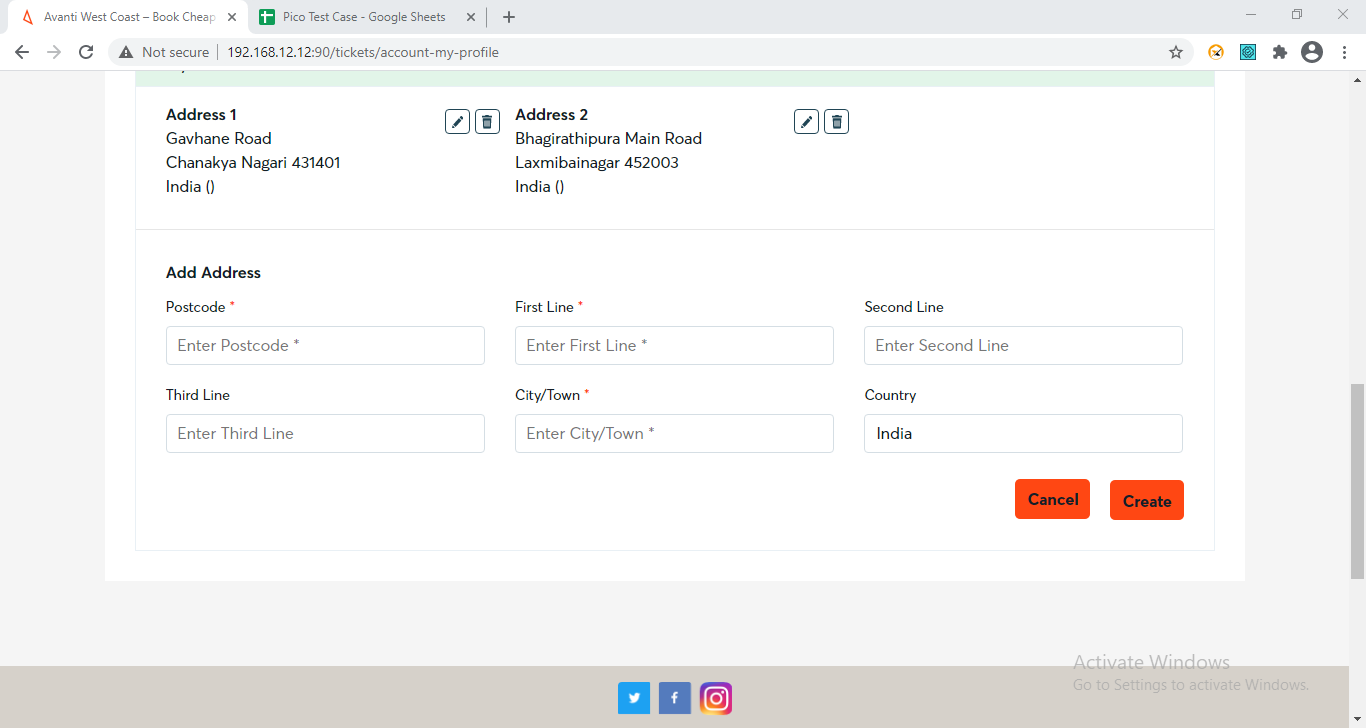 Avanti West Coast – Book Cheap
Pico Test Case - Google Sheets
Not secure
192.168.12.12:90/tickets/account-my-profile
Address 1
Gavhane Road
Chanakya Nagari 431401
India ()
Address 2
Bhagirathipura Main Road
Laxmibainagar 452003
India ()
Add Address
Postcode *
First Line *
Second Line
Enter Postcode *
Enter First Line *
Enter Second Line
Third Line
City/Town *
Country
Enter Third Line
Enter City/Town *
India
Cancel
Create
Activate Windows
Go to Settings to activate Windows.